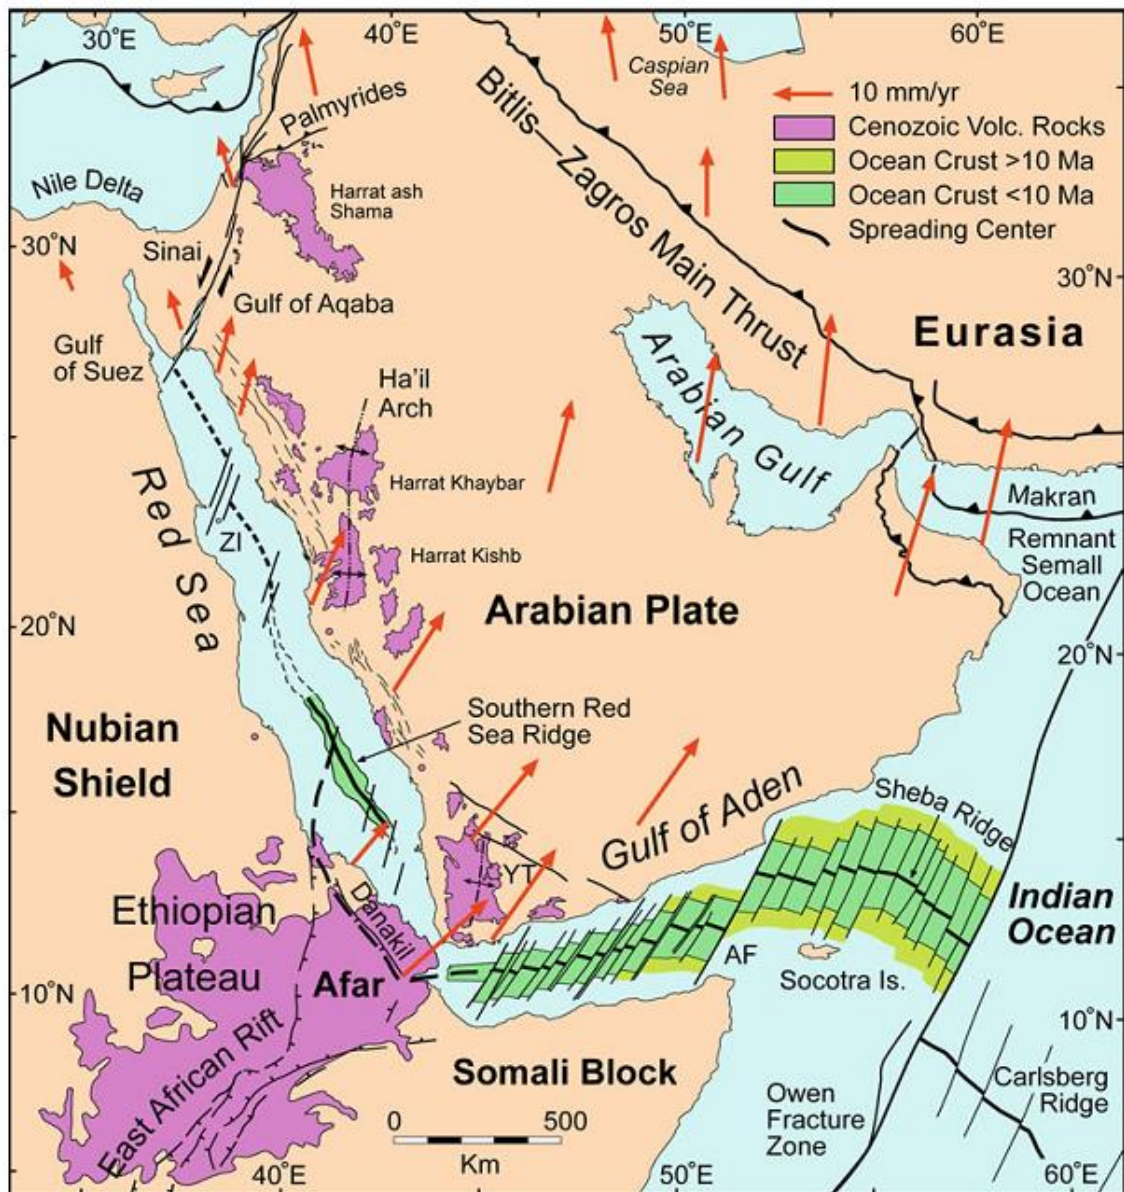 30°E
40°E
50°E
60°E
Caspian
Sea
10 mm/yr
Cenozoic Volc. Rocks
Ocean Crust >10 Ma
Ocean Crust <10 Ma
Spreading Center
Palmyrides
Bitlis—Zagros Main Thrust
Nile Delta
Harrat ash
Shama
30°N
Sinai
30°N
Gulf of Aqaba
Gulf
of Suez
Eurasia
Arabian Gulf
Ha'il
Arch
Red Sea
Harrat Khaybar
Makran
ZI
Harrat Kishb
Remnant
Semall
Ocean
Arabian Plate
20°N
20°N
Southern Red
Sea Ridge
Nubian
Shield
Gulf of Aden
Sheba Ridge
YT
Danakil
Ethiopian
Plateau
Indian
Ocean
AF
Socotra Is.
Afar
10°N
10°N
East African Rift
Somali Block
Carlsberg
Ridge
Owen
Fracture
Zone
0
500
Km
40°E
50°E
60°E